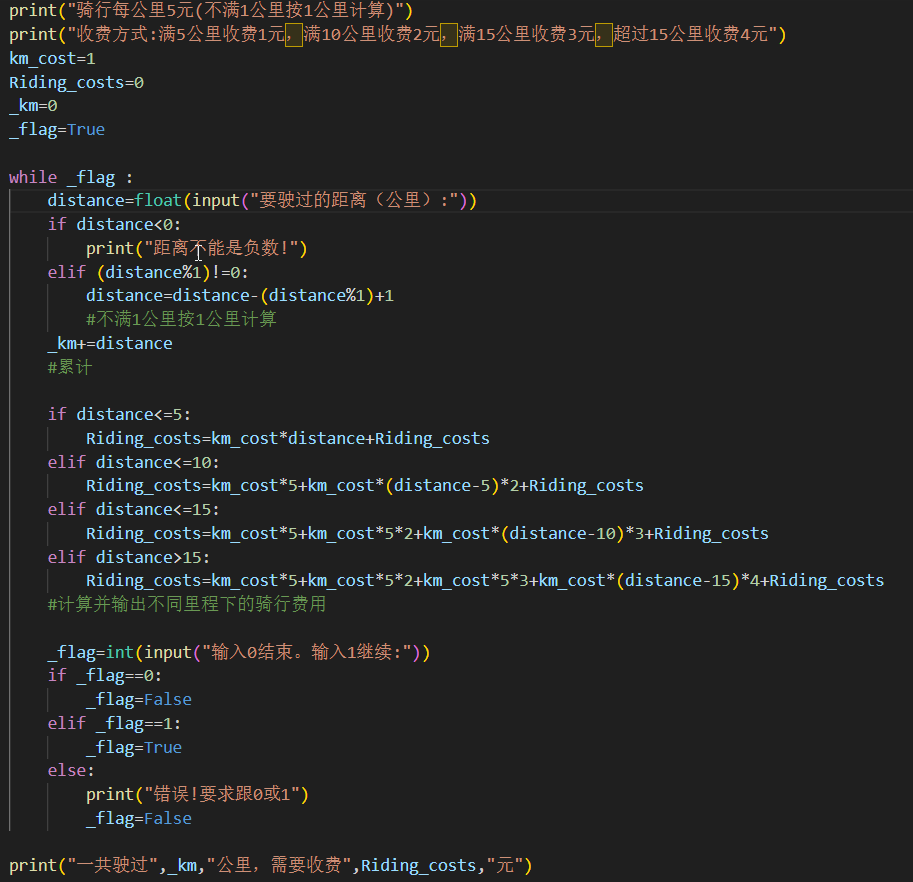 print("骑行每公里5元(不满1公里按1公里计算)")
print("收费方式:满5公里收费1元，满10公里收费2元，满15公里收费3元，超过15公里收费4元")
km_cost=1
Riding_costs=0
_km=0
_flag=True
while _flag :
    distance=float(input("要驶过的距离（公里）:"))
    if distance<0:
        print("距离不能是负数!")
    elif (distance%1)!=0:
        distance=distance-(distance%1)+1
        #不满1公里按1公里计算
    _km+=distance
    #累计
    if distance<=5:
        Riding_costs=km_cost*distance+Riding_costs
    elif distance<=10:
        Riding_costs=km_cost*5+km_cost*(distance-5)*2+Riding_costs
    elif distance<=15:
        Riding_costs=km_cost*5+km_cost*5*2+km_cost*(distance-10)*3+Riding_costs
    elif distance>15:
        Riding_costs=km_cost*5+km_cost*5*2+km_cost*5*3+km_cost*(distance-15)*4+Riding_costs
    #计算并输出不同里程下的骑行费用
    _flag=int(input("输入0结束。输入1继续:"))
    if _flag==0:
        _flag=False
    elif _flag==1:
        _flag=True
    else:
        print("错误!要求跟0或1")
        _flag=False
print("一共驶过",_km,"公里，需要收费",Riding_costs,"元")